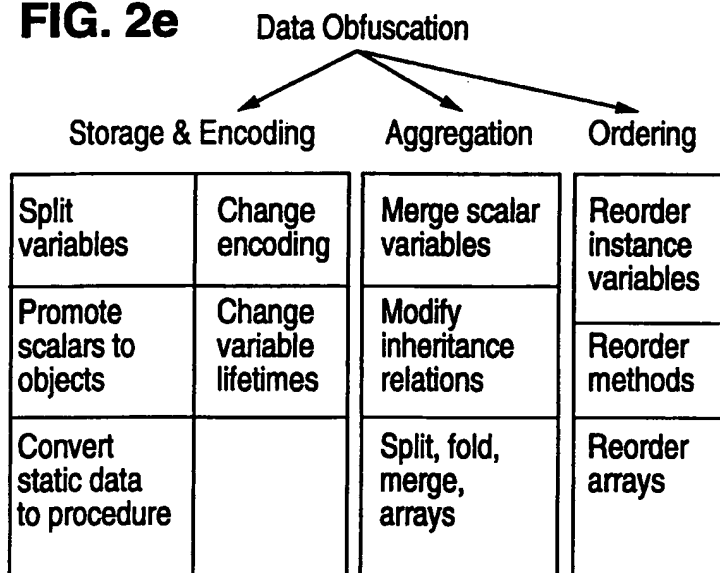 FIG. 2e
Data Obfuscation
Storage & Encoding
Aggregation
Ordering
Split
variables
Change
encoding
Merge scalar
variables
Reorder
instance
variables
Promote
scalars to
objects
Change
variable
lifetimes
Modify
inheritance
relations
Reorder
methods
Convert
static data
to procedure
Split, fold,
merge,
arrays
Reorder
arrays